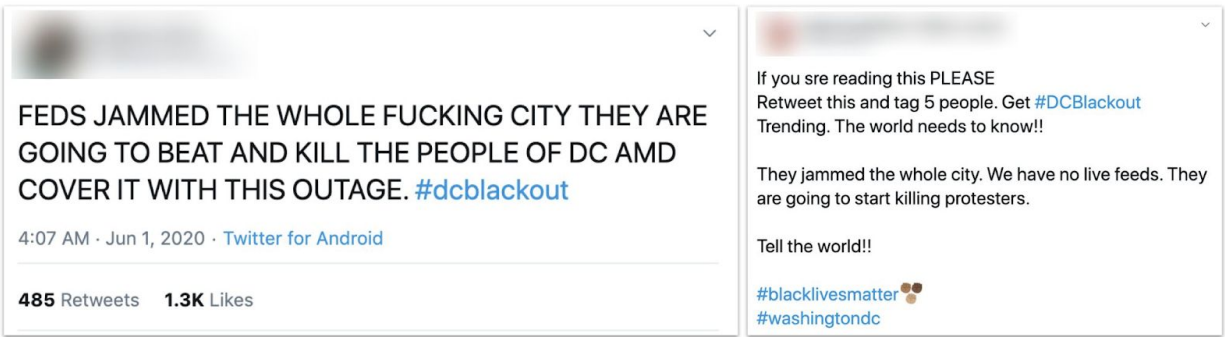 FEDS JAMMED THE WHOLE FUCKING CITY THEY ARE
GOING TO BEAT AND KILL THE PEOPLE OF DC AMD
COVER IT WITH THIS OUTAGE. #dcblackout
4:07 AM · Jun 1, 2020 · Twitter for Android
485 Retweets 1.3K Likes
If you sre reading this PLEASE
Retweet this and tag 5 people. Get #DCBlackout
Trending. The world needs to know!!
They jammed the whole city. We have no live feeds. They
are going to start killing protesters.
Tell the world!!
#blacklivesmatter
#washingtondc